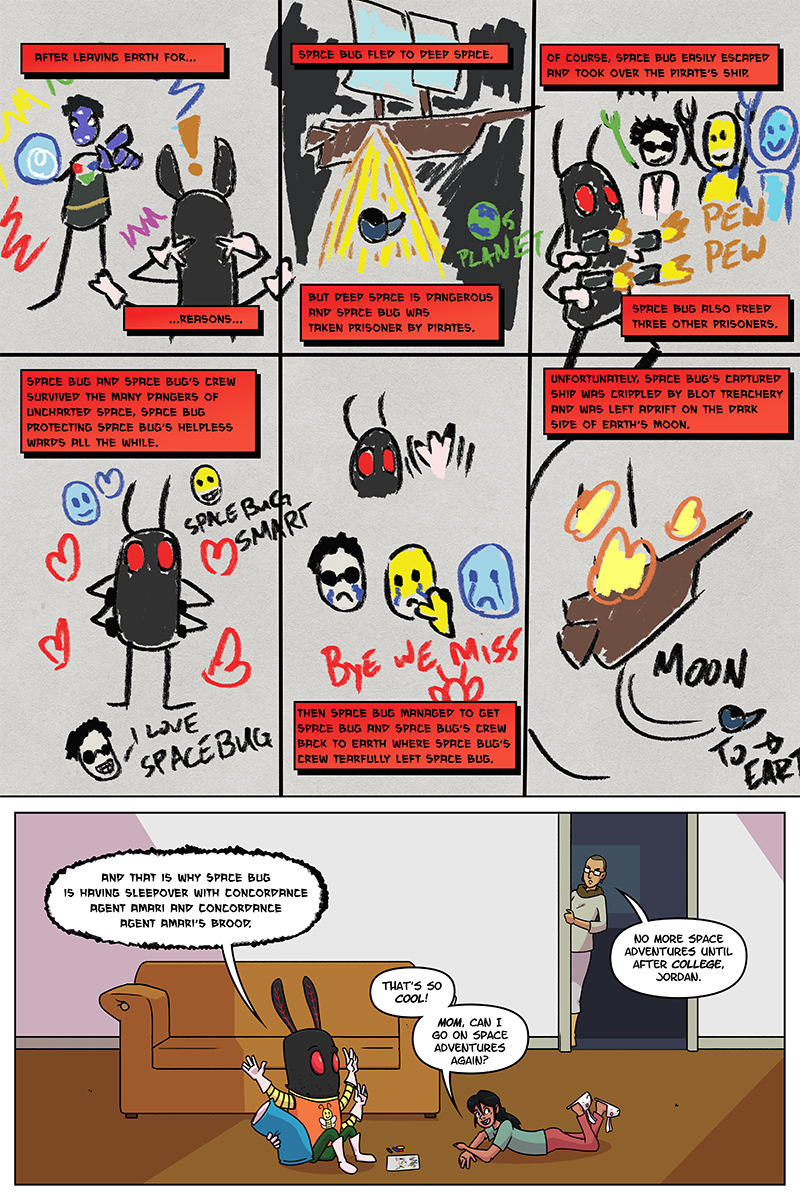 AFTER LEAVING EARTH FOR...
!
...REASONS...
SPACE BUG FLED TO DEEP SPACE.
S
PLANET
BUT DEEP SPACE IS DANGEROUS
AND SPACE BUG WAS
TAKEN PRISONER BY PIRATES.
OF COURSE, SPACE BUG EASILY ESCAPED
AND TOOK OVER THE PIRATE'S SHIP.
PEW
PEW
SPACE BUG ALSO FREED
THREE OTHER PRISONERS.
SPACE BUG AND SPACE BUG'S CREW
SURVIVED THE MANY DANGERS OF
UNCHARTED SPACE, SPACE BUG
PROTECTING SPACE BUG'S HELPLESS
WARDS ALL THE WHILE.
SPACE BUG
SMART
I LOVE
SPACEBUG
BYE WE MISS
THEN SPACE BUG MANAGED TO GET
SPACE BUG AND SPACE BUG'S CREW
BACK TO EARTH WHERE SPACE BUG'S
CREW TEARFULLY LEFT SPACE BUG.
UNFORTUNATELY, SPACE BUG'S CAPTURED
SHIP WAS CRIPPLED BY BLOT TREACHERY
AND WAS LEFT ADRIFT ON THE DARK
SIDE OF EARTH'S MOON.
MOON
TO →
EART
AND THAT IS WHY SPACE BUG
IS HAVING SLEEPOVER WITH CONCORDANCE
AGENT AMARI AND CONCORDANCE
AGENT AMARI'S BROOD.
THAT'S SO
COOL!
MOM, CAN I
GO ON SPACE
ADVENTURES
AGAIN?
NO MORE SPACE
ADVENTURES UNTIL
AFTER COLLEGE,
JORDAN.